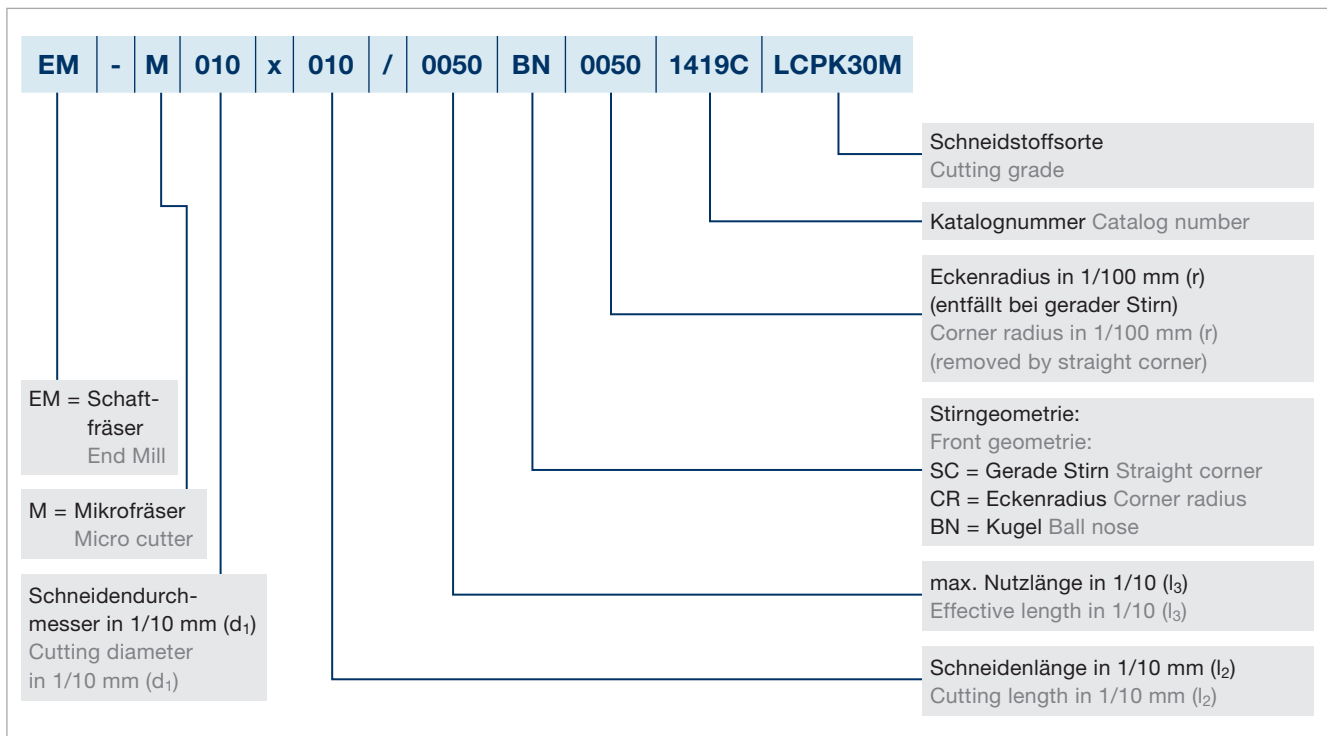 EM - M 010 x 010 / 0050 BN 0050 1419C LCPK30M
Schneidstoffsorte
Cutting grade
Katalognummer Catalog number
Eckenradius in 1/100 mm (r)
(entfällt bei gerader Stirn)
Corner radius in 1/100 mm (r)
(removed by straight corner)
EM = Schaft-
fräser
End Mill
Stirngeometrie:
Front geometrie:
SC = Gerade Stirn Straight corner
CR = Eckenradius Corner radius
BN = Kugel Ball nose
M = Mikrofräser
Micro cutter
Schneidendurch-
messer in 1/10 mm (d₁)
Cutting diameter
in 1/10 mm (d₁)
max. Nutzlänge in 1/10 (l₃)
Effective length in 1/10 (l₃)
Schneidenlänge in 1/10 mm (l₂)
Cutting length in 1/10 mm (l₂)